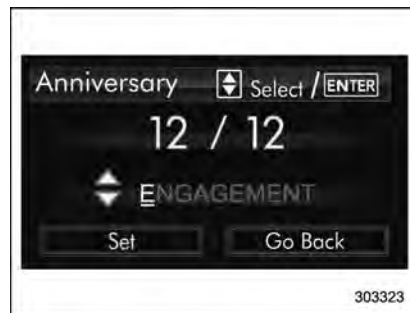 Anniversary Select / ENTER
12 / 12
ENGAGEMENT
Set Go Back
303323